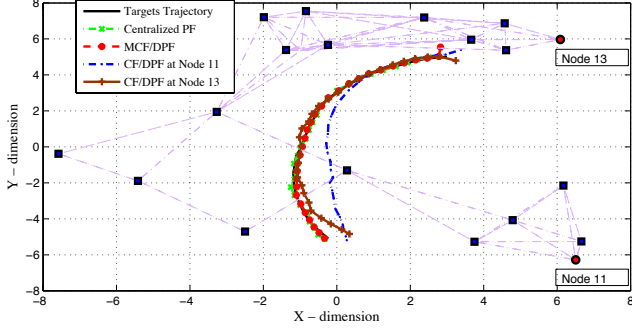 Targets Trajectory
Centralized PF
MCF/DPF
CF/DPF at Node 11
CF/DPF at Node 13
Node 13
Node 11
8
6
4
2
0
−2
−4
−6
−8
Y − dimension
−8 −6 −4 −2 0 2 4 6 8
X − dimension